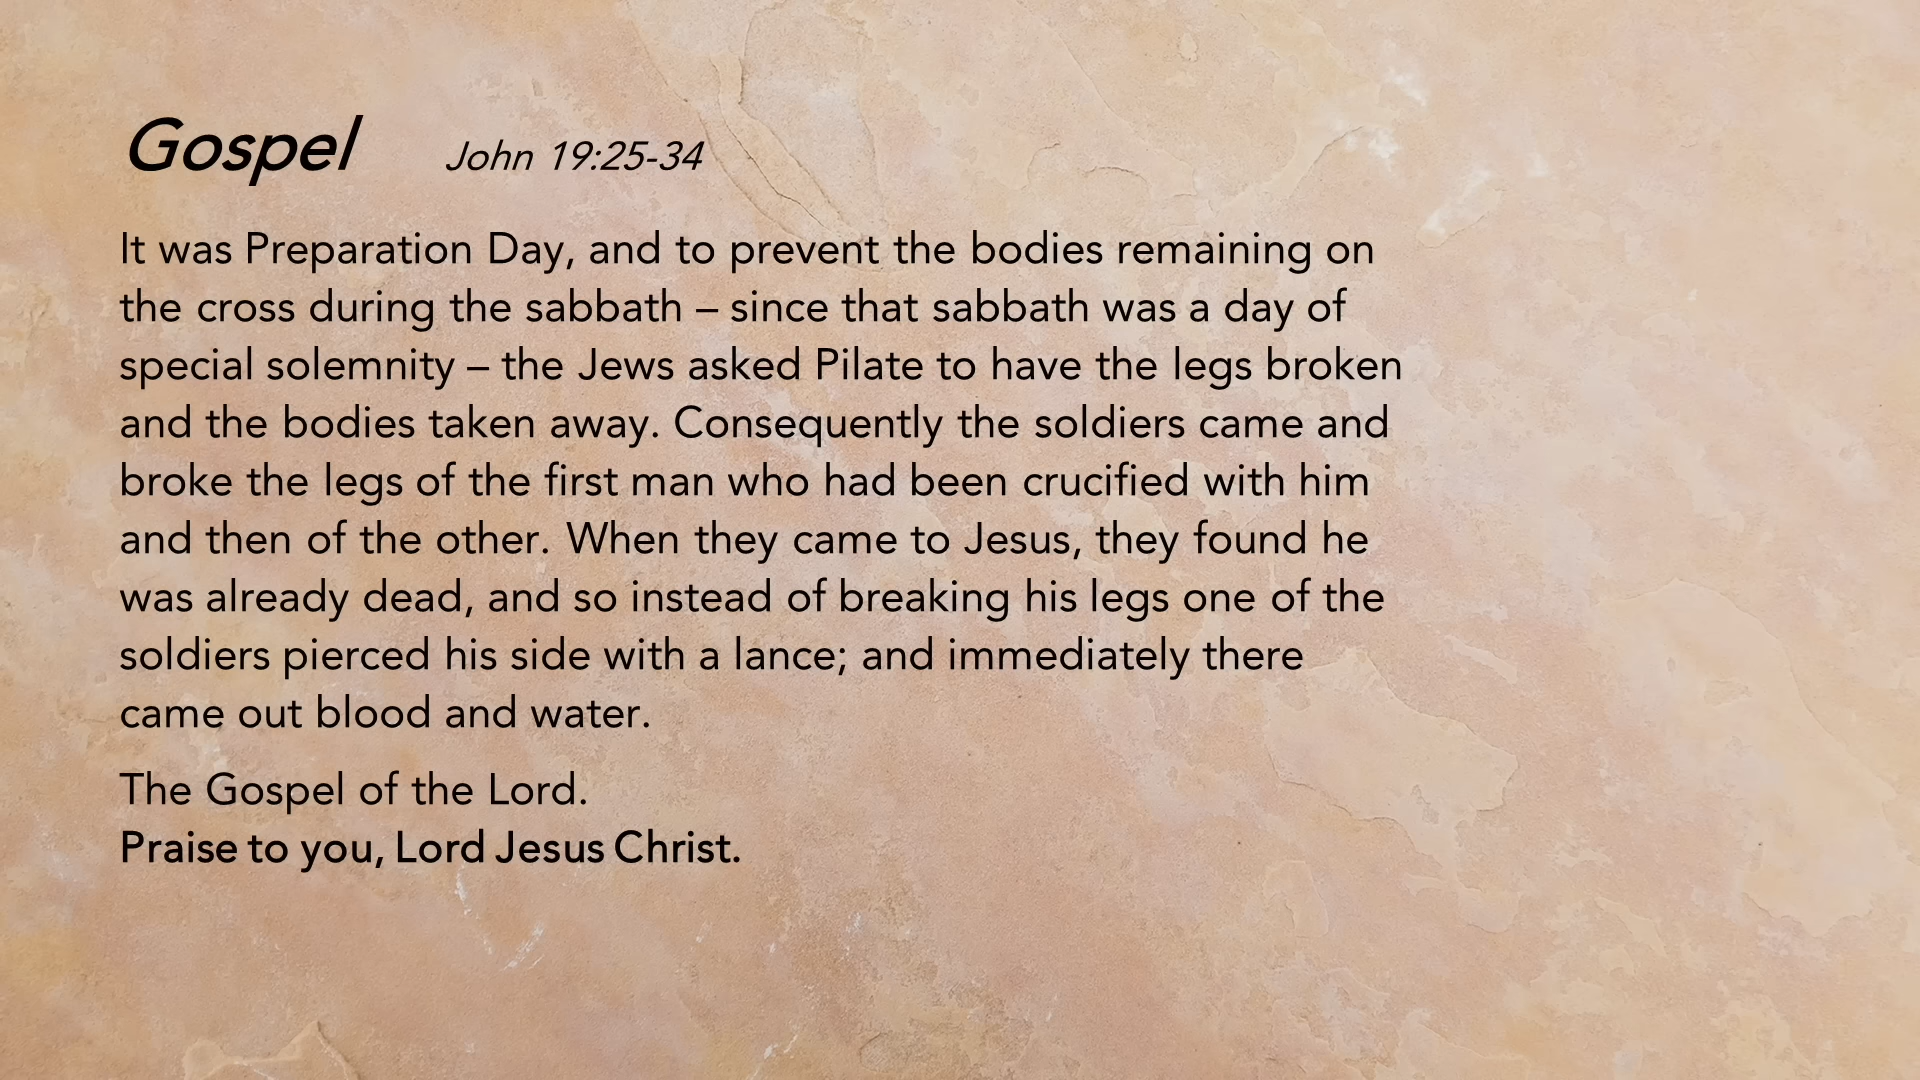 Gospel John 19:25-34
It was Preparation Day, and to prevent the bodies remaining on
the cross during the sabbath – since that sabbath was a day of
special solemnity – the Jews asked Pilate to have the legs broken
and the bodies taken away. Consequently the soldiers came and
broke the legs of the first man who had been crucified with him
and then of the other. When they came to Jesus, they found he
was already dead, and so instead of breaking his legs one of the
soldiers pierced his side with a lance; and immediately there
came out blood and water.
The Gospel of the Lord.
Praise to you, Lord Jesus Christ.